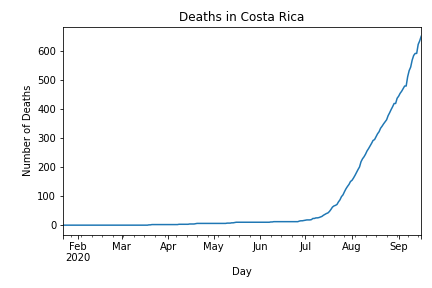 Deaths in Costa Rica
Number of Deaths
600
500
400
300
200
100
0
Feb Mar Apr May Jun Jul Aug Sep
2020
Day